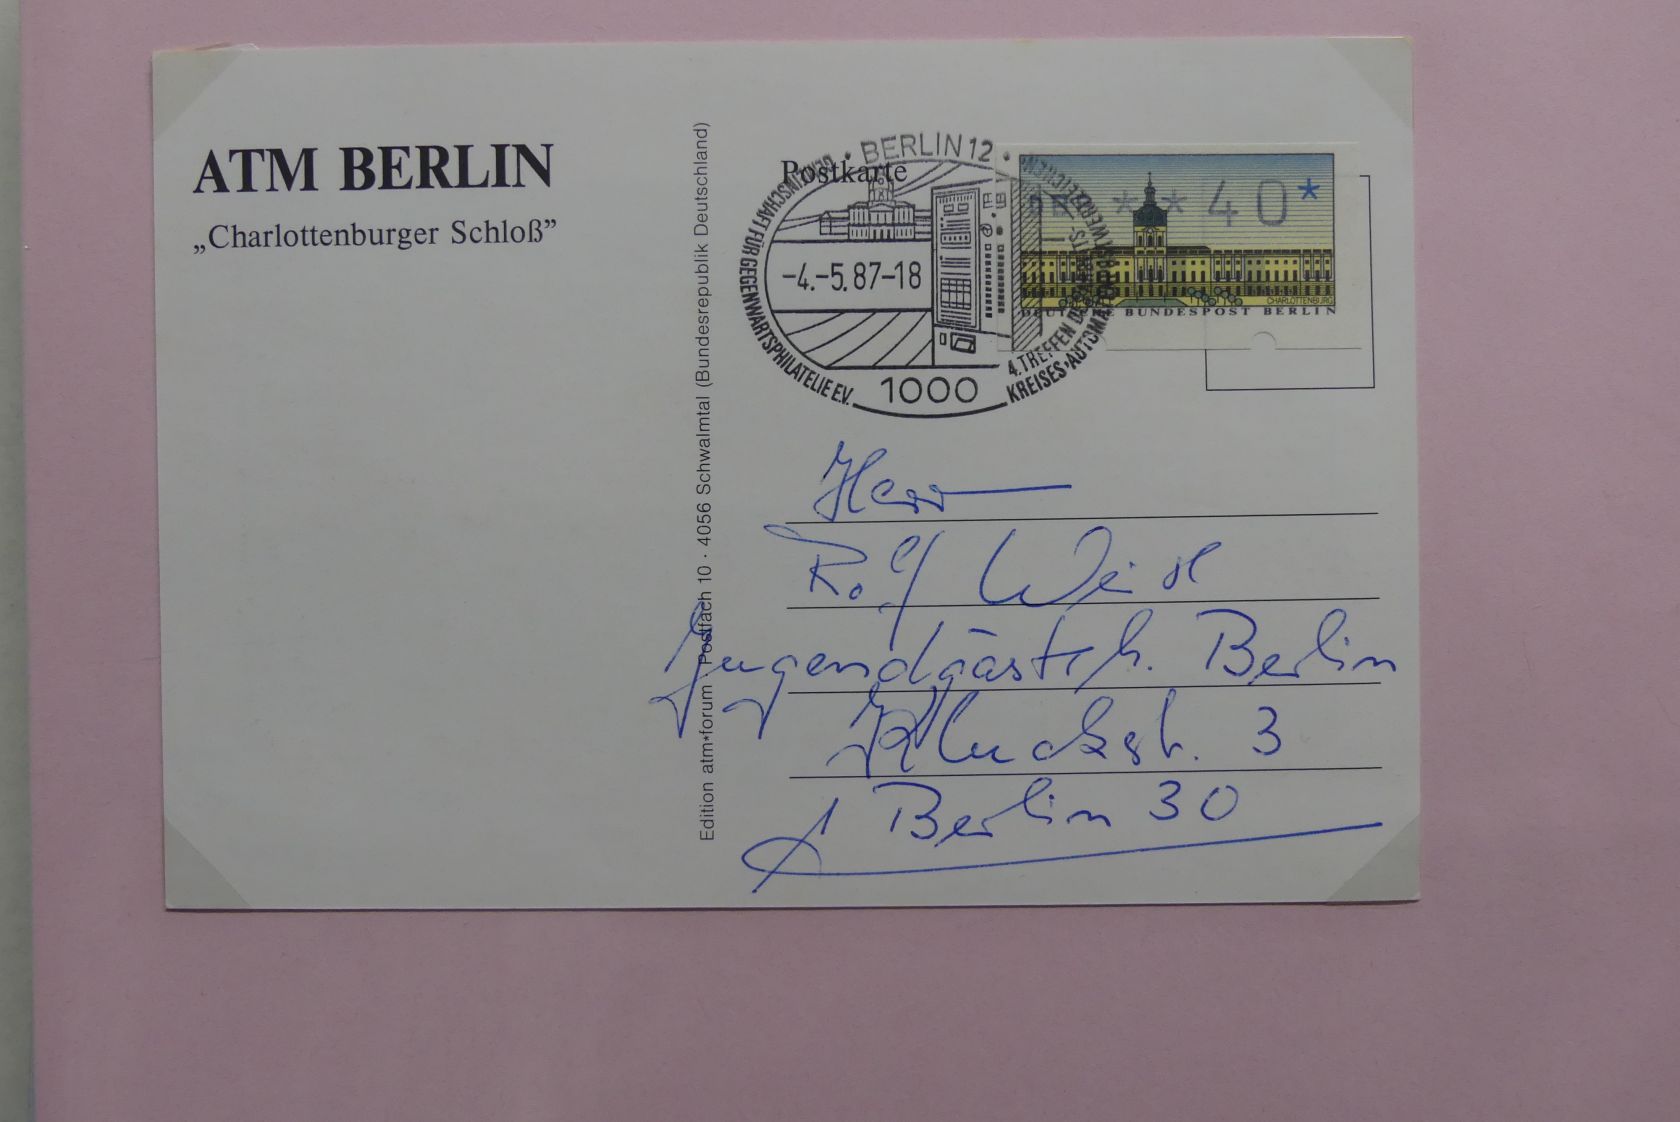 ATM BERLIN
„Charlottenburger Schloß”
Edition atm*forum · Postfach 10 · 4056 Schwalmtal (Bundesrepublik Deutschland)
Postkarte
· BERLIN 12 ·
-4.-5.87-18
1000
GEMEINSCHAFT FÜR GEGENWARTSPHILATELIE E.V.
4. TREFFEN DES
KREISES "AUTOMATEN
**40*
CHARLOTTENBURG
DEUTSCHE BUNDESPOST BERLIN
Herr
Rolf
Jugendgästeh. Berlin
Kluckstr. 3
1 Berlin 30